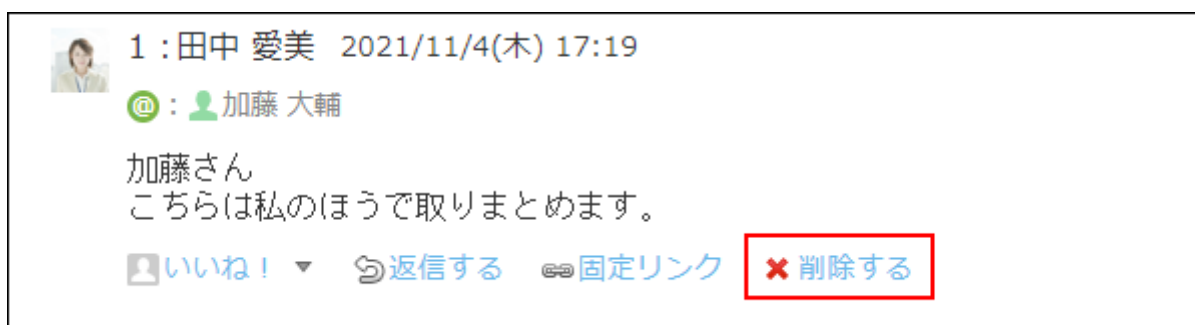 1：田中 愛美 2021/11/4(木) 17:19
@：加藤 大輔
加藤さん
こちらは私のほうで取りまとめます。
いいね！ ▼ 返信する 固定リンク ✖削除する